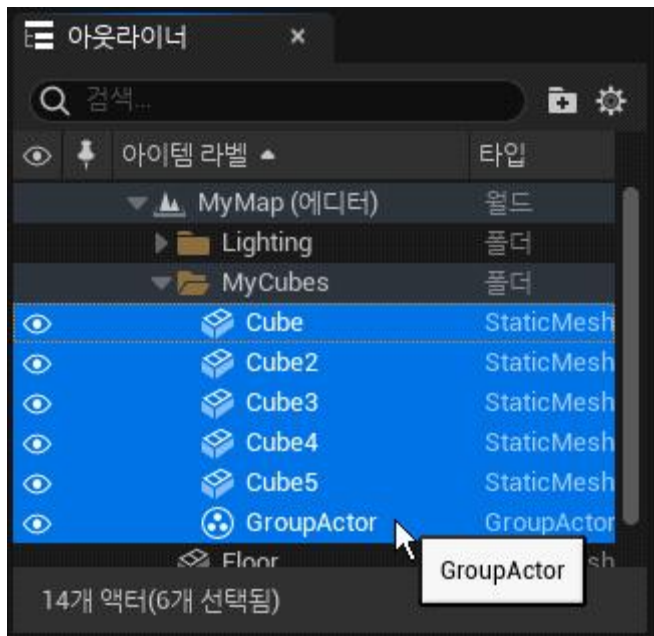 아웃라이너
검색...
아이템 라벨 타입
MyMap (에디터) 월드
Lighting 폴더
MyCubes 폴더
Cube StaticMesh
Cube2 StaticMesh
Cube3 StaticMesh
Cube4 StaticMesh
Cube5 StaticMesh
GroupActor GroupActor
Floor sh
GroupActor
14개 액터(6개 선택됨)